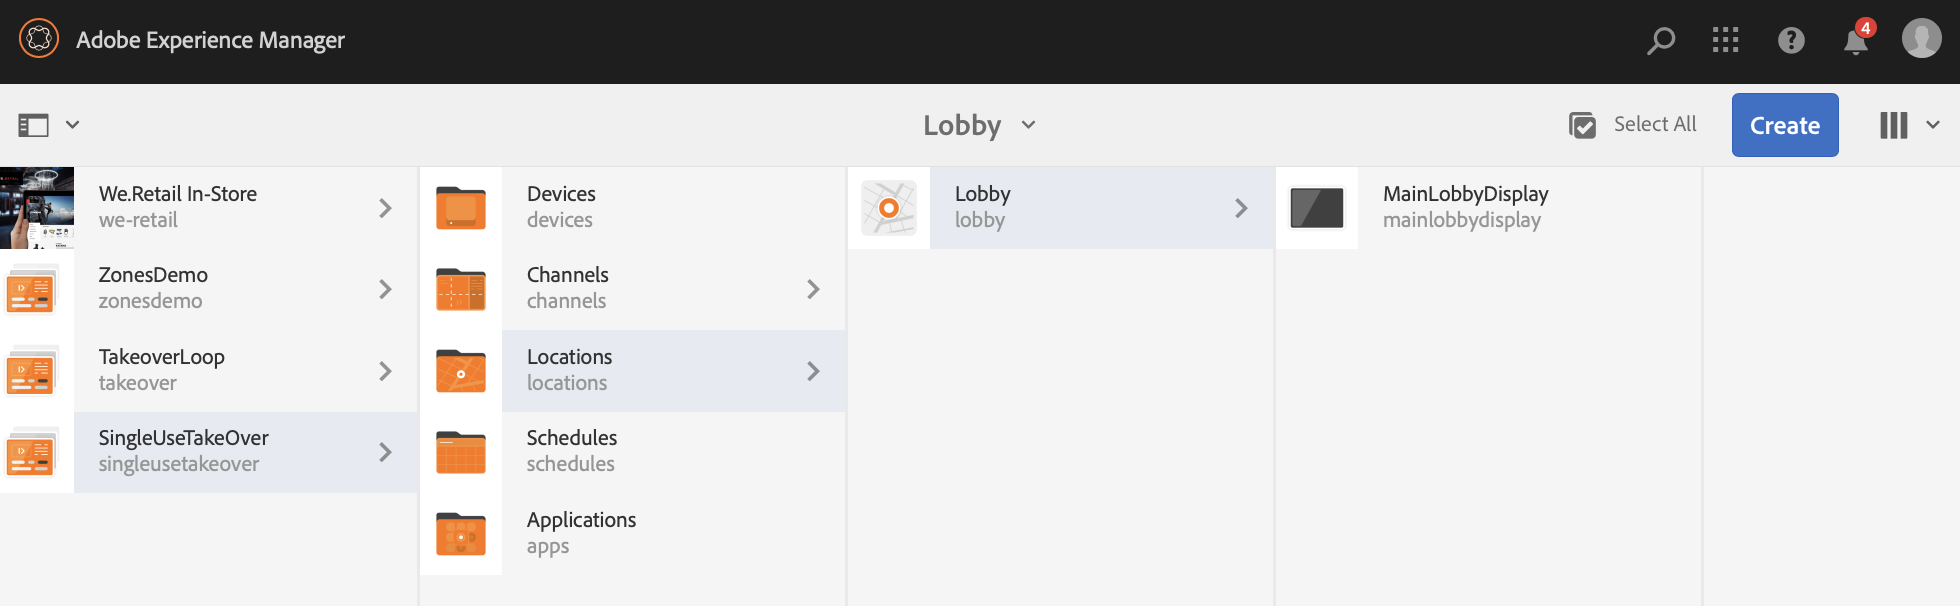 Adobe Experience Manager
4
Lobby
Select All
Create
We.Retail In-Store
we-retail
ZonesDemo
zonesdemo
TakeoverLoop
takeover
SingleUseTakeOver
singleusetakeover
Devices
devices
Channels
channels
Locations
locations
Schedules
schedules
Applications
apps
Lobby
lobby
MainLobbyDisplay
mainlobbydisplay